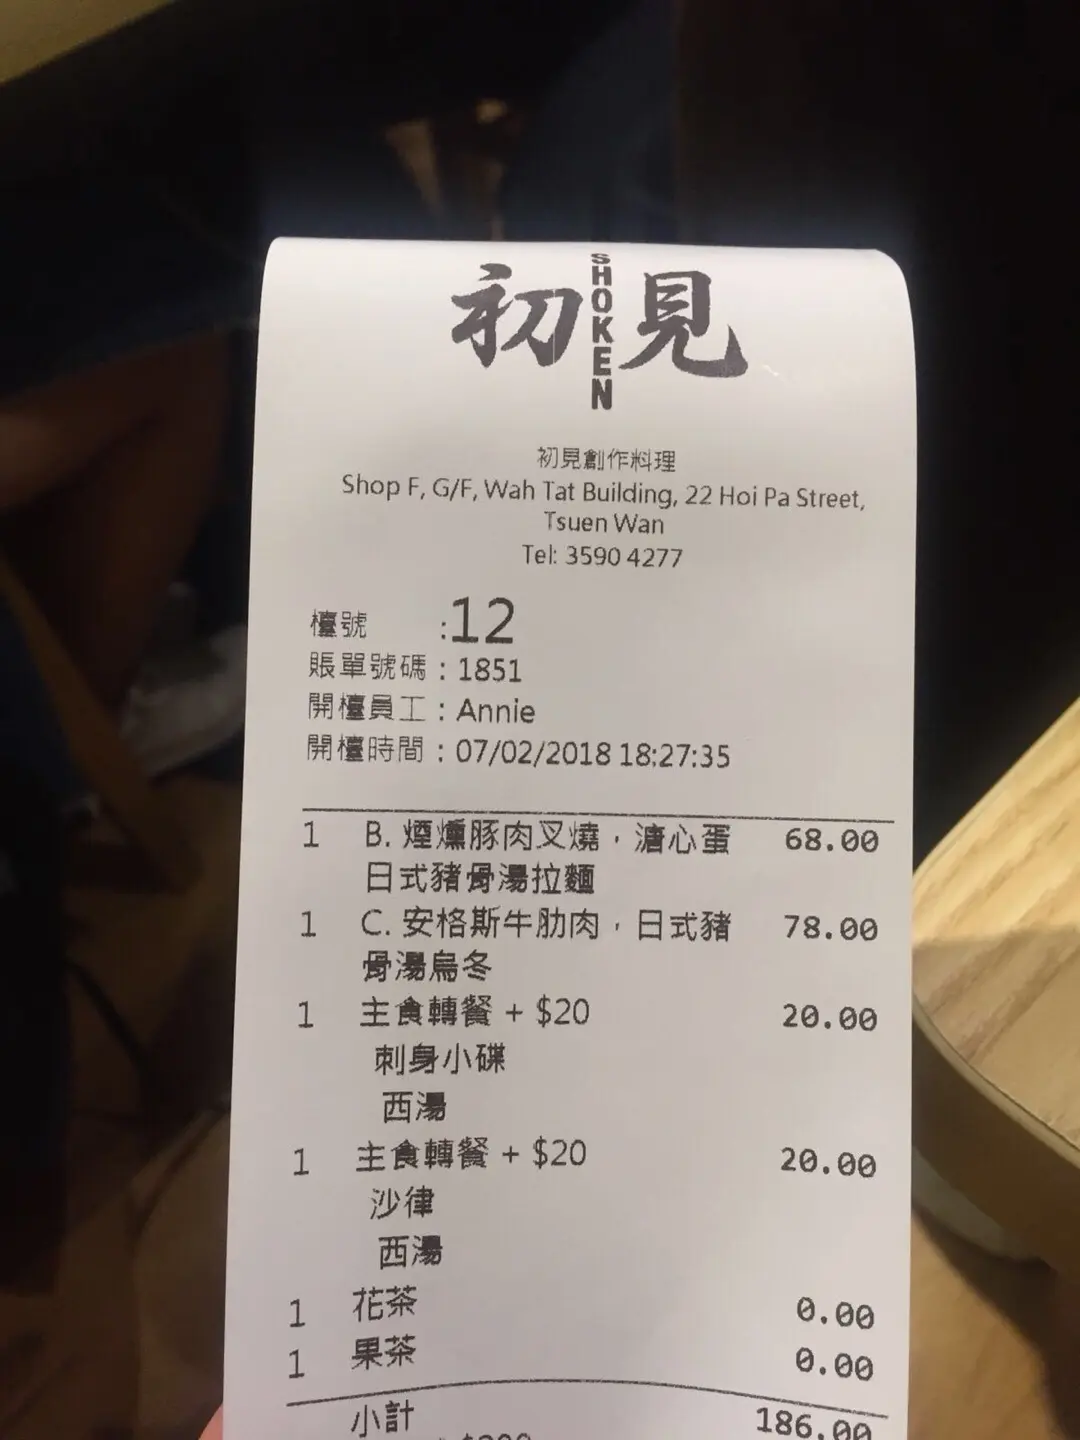 初見
SHOKEN
初見創作料理
Shop F, G/F, Wah Tat Building, 22 Hoi Pa Street,
Tsuen Wan
Tel: 3590 4277
檯號 :12
賬單號碼 : 1851
開檯員工 : Annie
開檯時間 : 07/02/2018 18:27:35
1 B. 煙燻豚肉叉燒，溏心蛋 68.00
日式豬骨湯拉麵
1 C. 安格斯牛肋肉，日式豬 78.00
骨湯烏冬
1 主食轉餐 + $20 20.00
刺身小碟
西湯
1 主食轉餐 + $20 20.00
沙律
西湯
1 花茶 0.00
1 果茶 0.00
小計 186.00